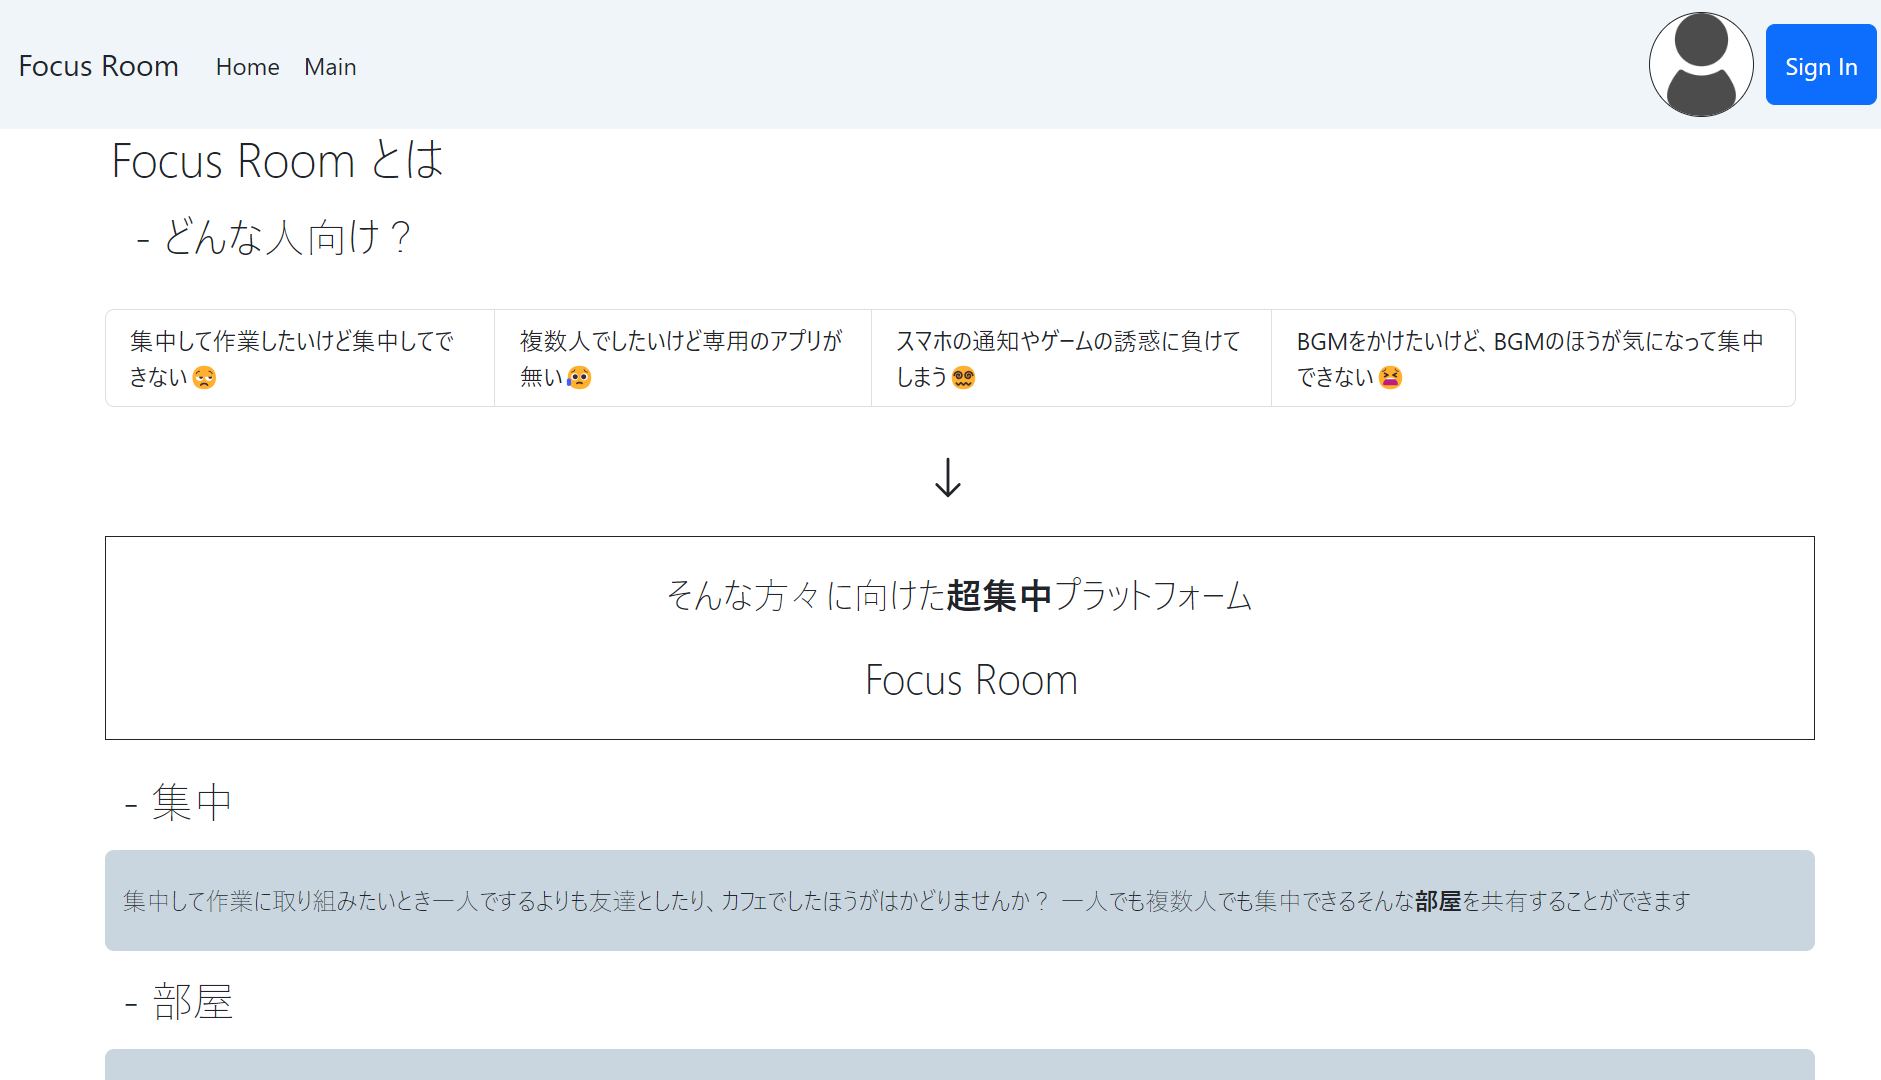 Focus Room Home Main Sign In
Focus Room とは
- どんな人向け？
集中して作業したいけど集中してで
きない😒
複数人でしたいけど専用のアプリが
無い😥
スマホの通知やゲームの誘惑に負けて
しまう😵‍💫
BGMをかけたいけど、BGMのほうが気になって集中
できない😫
↓
そんな方々に向けた超集中プラットフォーム
Focus Room
- 集中
集中して作業に取り組みたいとき一人でするよりも友達としたり、カフェでしたほうがはかどりませんか？ 一人でも複数人でも集中できるそんな部屋を共有することができます
- 部屋